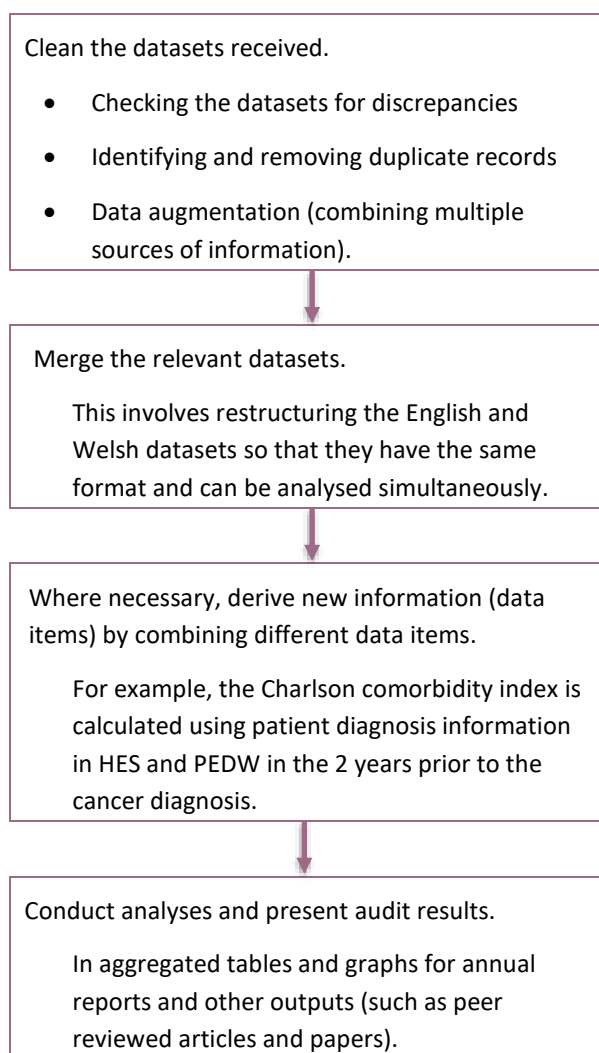 Clean the datasets received.
• Checking the datasets for discrepancies
• Identifying and removing duplicate records
• Data augmentation (combining multiple
sources of information).
Merge the relevant datasets.
This involves restructuring the English and
Welsh datasets so that they have the same
format and can be analysed simultaneously.
Where necessary, derive new information (data
items) by combining different data items.
For example, the Charlson comorbidity index is
calculated using patient diagnosis information
in HES and PEDW in the 2 years prior to the
cancer diagnosis.
Conduct analyses and present audit results.
In aggregated tables and graphs for annual
reports and other outputs (such as peer
reviewed articles and papers).